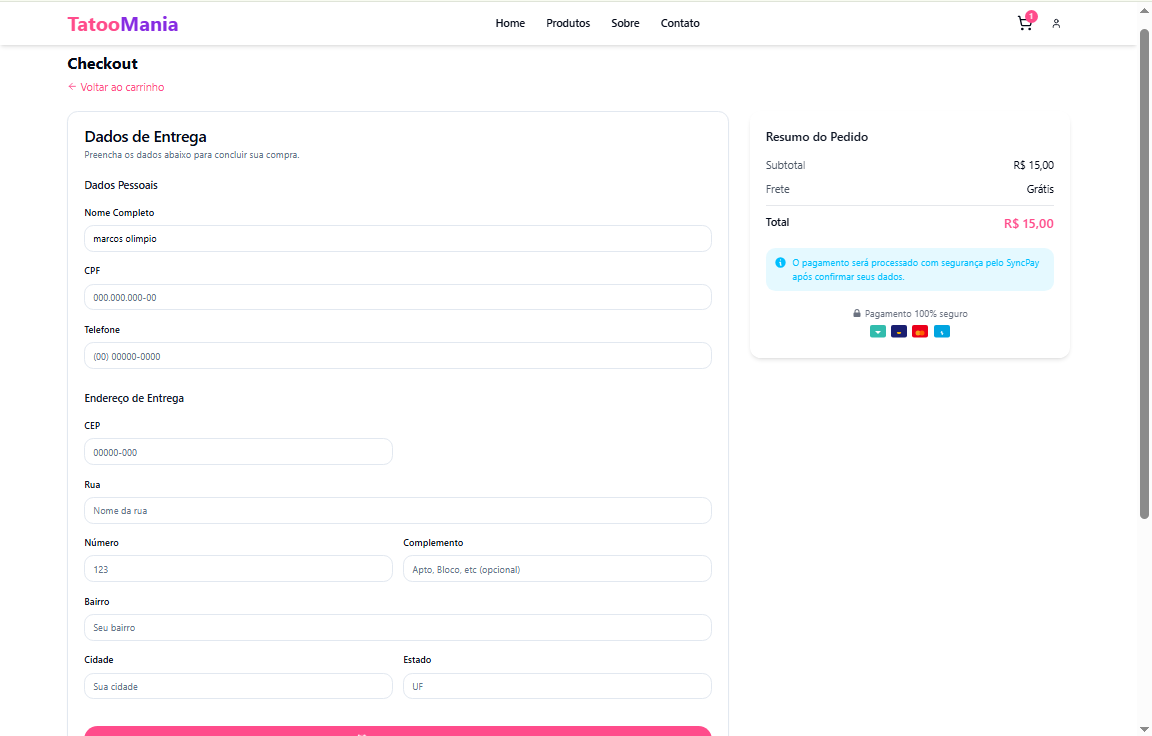 TatooMania
Home Produtos Sobre Contato
1
Checkout
← Voltar ao carrinho
Dados de Entrega
Preencha os dados abaixo para concluir sua compra.
Dados Pessoais
Nome Completo
marcos olimpio
CPF
000.000.000-00
Telefone
(00) 00000-0000
Endereço de Entrega
CEP
00000-000
Rua
Nome da rua
Número Complemento
123 Apto, Bloco, etc (opcional)
Bairro
Seu bairro
Cidade Estado
Sua cidade UF
Resumo do Pedido
Subtotal R$ 15,00
Frete Grátis
Total R$ 15,00
O pagamento será processado com segurança pelo SyncPay
após confirmar seus dados.
Pagamento 100% seguro